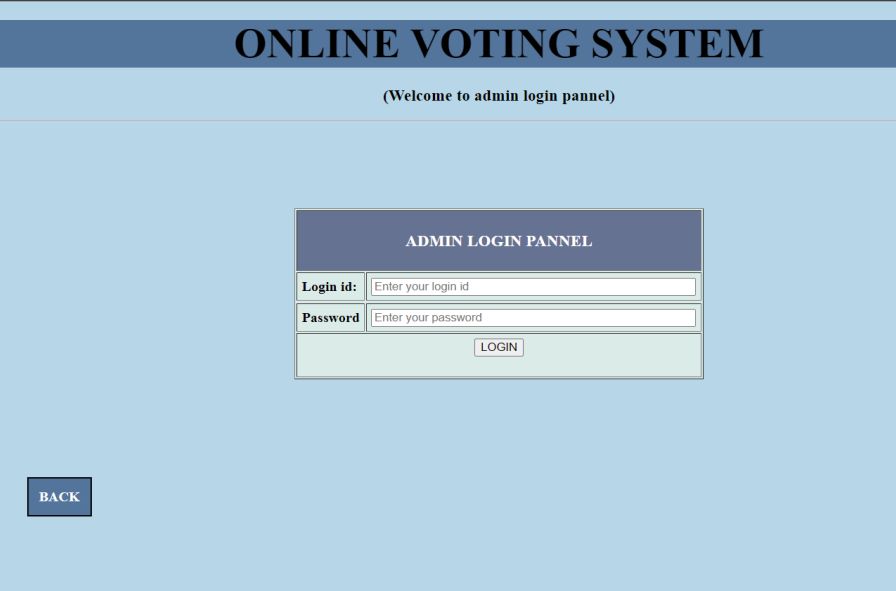 ONLINE VOTING SYSTEM
(Welcome to admin login pannel)
ADMIN LOGIN PANNEL
Login id: Enter your login id
Password Enter your password
LOGIN
BACK